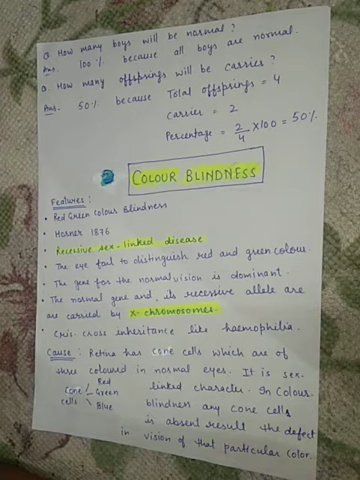 Q. How many boys will be normal?
Ans. 100% because all boys are normal.
Q. How many offsprings will be carrier?
Ans. 50% because Total offsprings = 4
Carrier = 2
Percentage = 2/4 × 100 = 50%
COLOUR BLINDNESS
Features:
• Red Green Colour Blindness
• Horner 1876
• Recessive sex-linked disease
• The eye fail to distinguish red and green colour.
• The gene for the normal vision is dominant.
• The normal gene and its recessive allele are
are carried by x-chromosomes.
• Criss-cross inheritance like haemophilia.
Cause: Retina has cone cells which are of
three coloured in normal eyes. It is sex-
Cone cells Red Green Blue
linked character. In Colour
blindness any cone cells
is absent result the defect
in vision of that particular color.